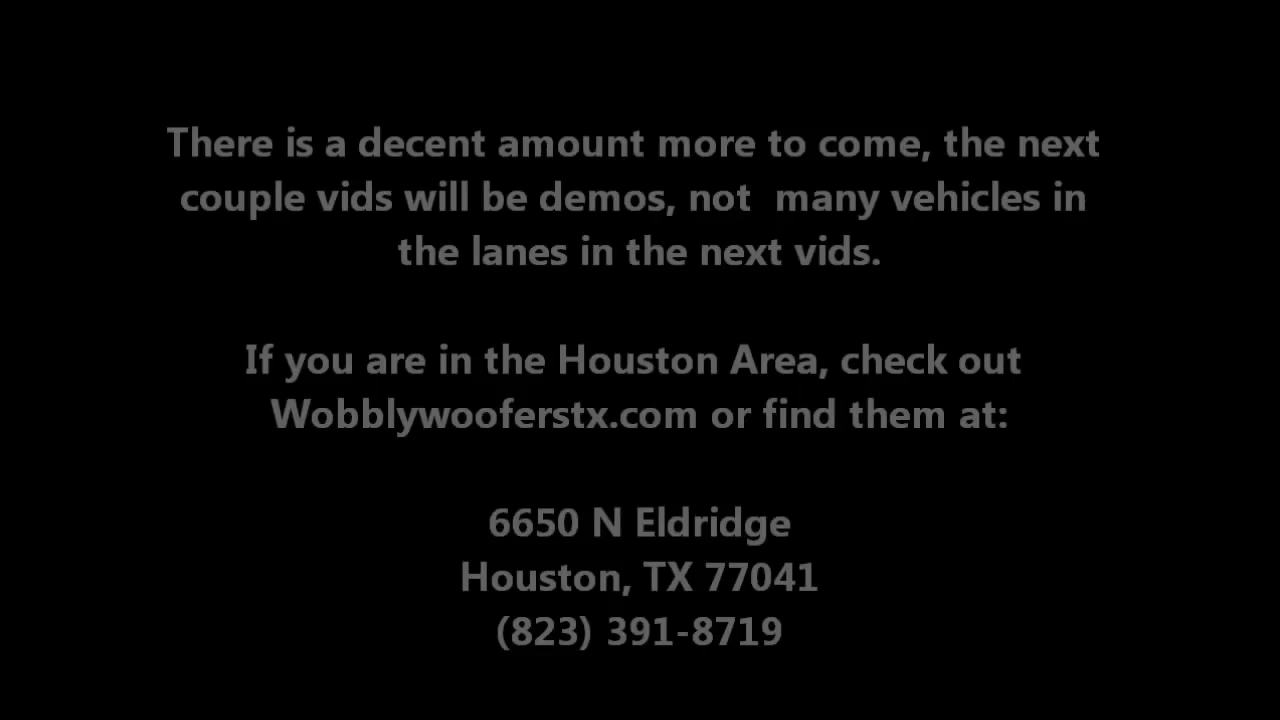 There is a decent amount more to come, the next
couple vids will be demos, not  many vehicles in
the lanes in the next vids.
If you are in the Houston Area, check out
Wobblywooferstx.com or find them at:
6650 N Eldridge
Houston, TX 77041
(823) 391-8719